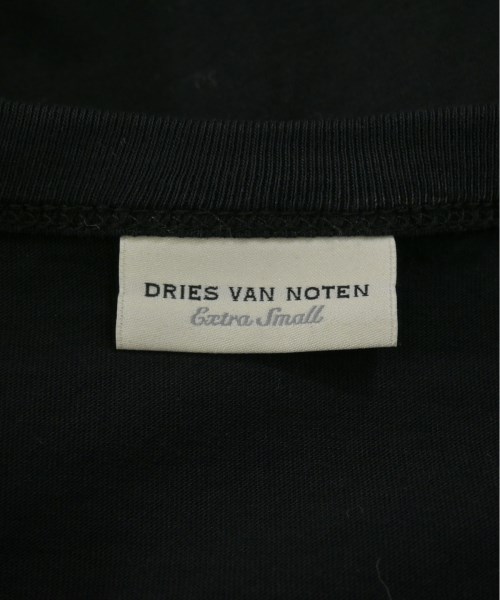 DRIES VAN NOTEN
Extra Small